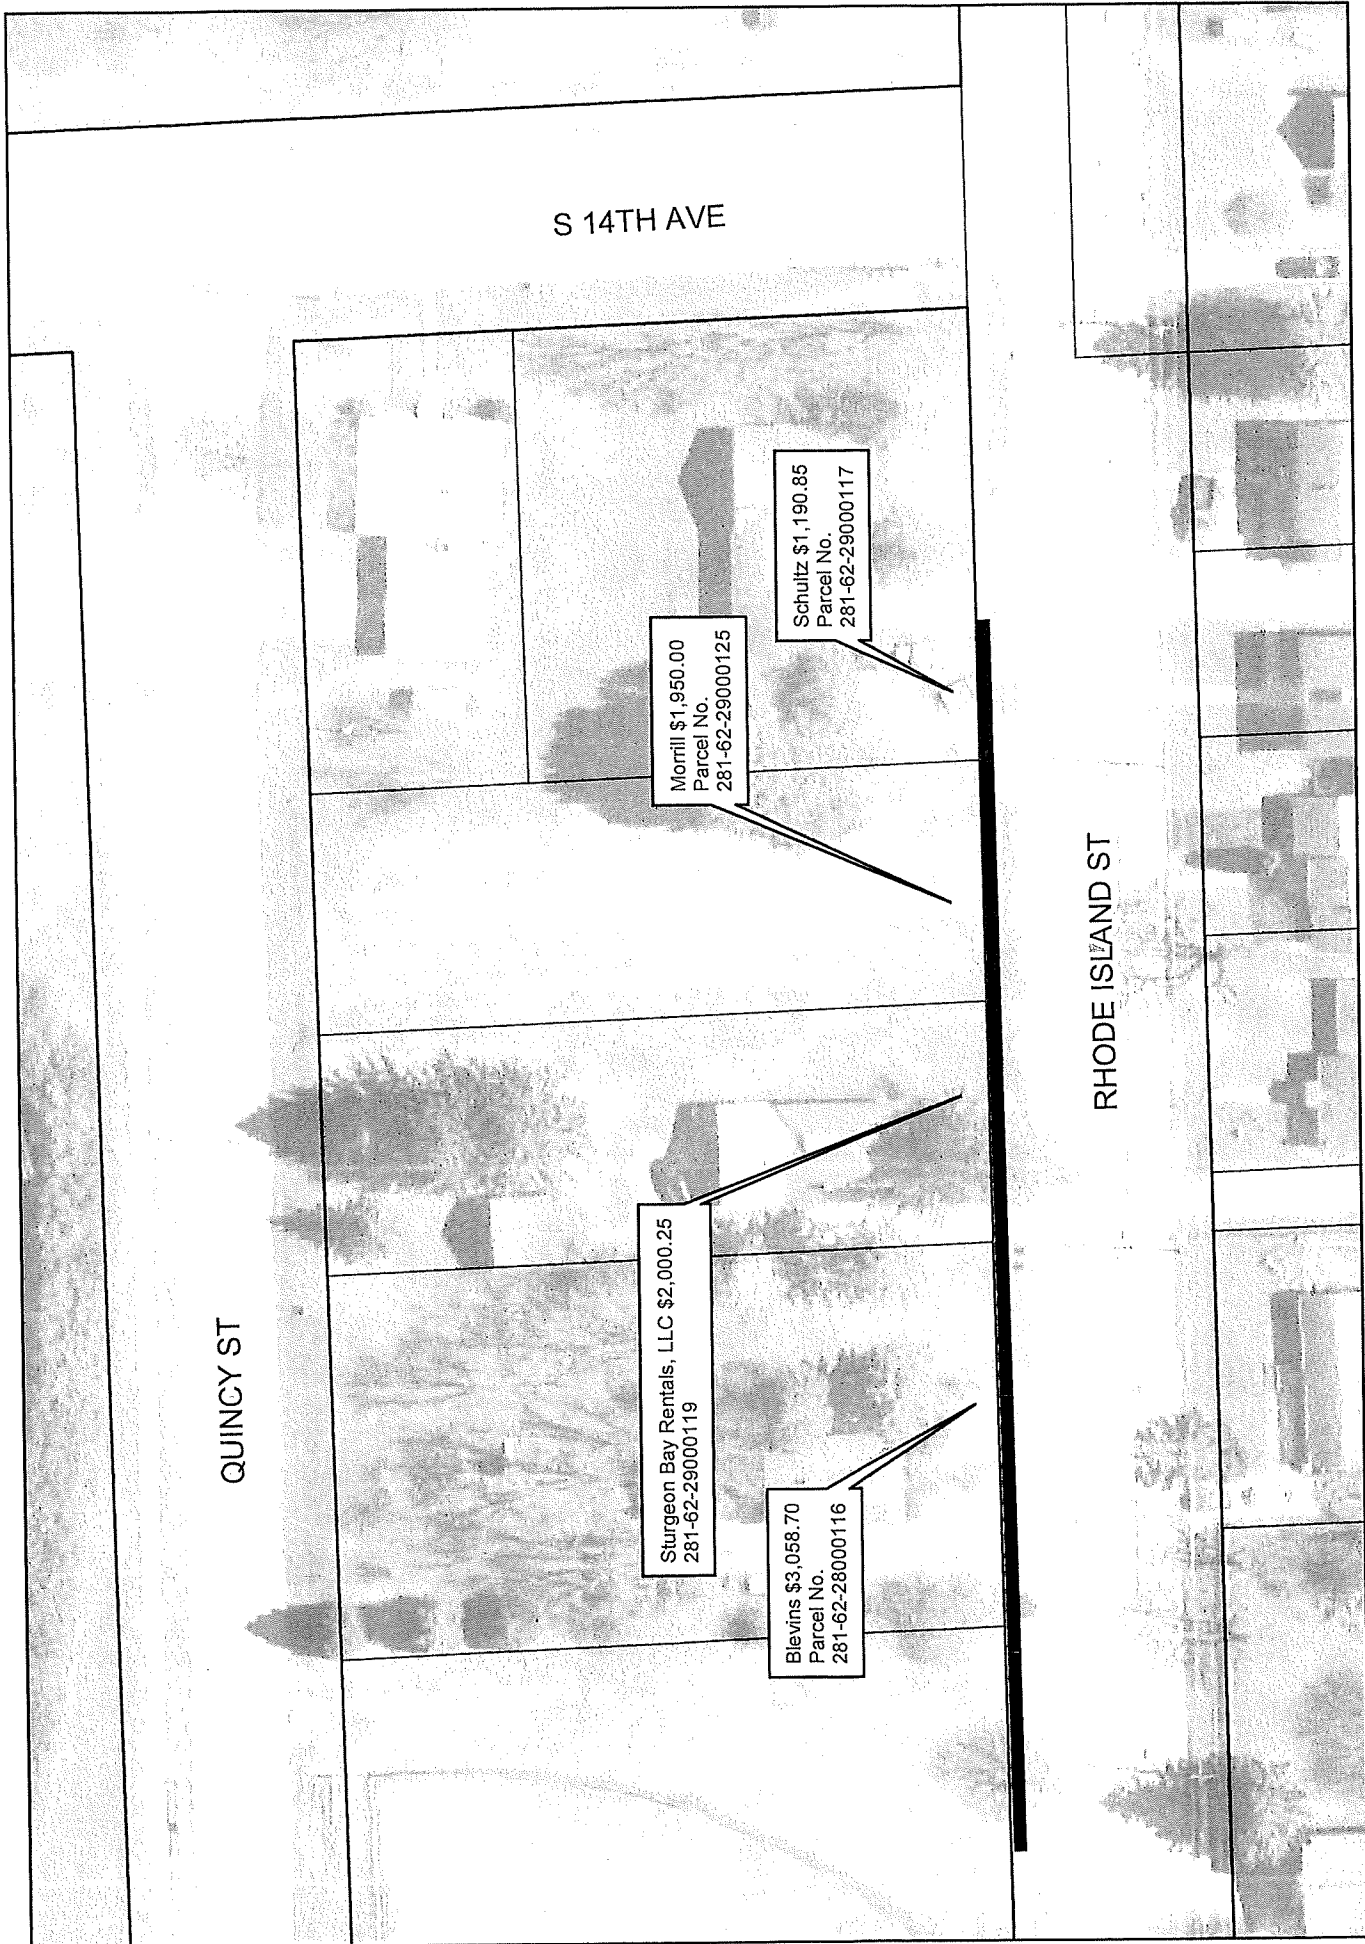 S 14TH AVE
QUINCY ST
RHODE ISLAND ST
Blevins $3,058.70
Parcel No.
281-62-28000116
Sturgeon Bay Rentals, LLC $2,000.25
281-62-29000119
Morrill $1,950.00
Parcel No.
281-62-29000125
Schultz $1,190.85
Parcel No.
281-62-29000117